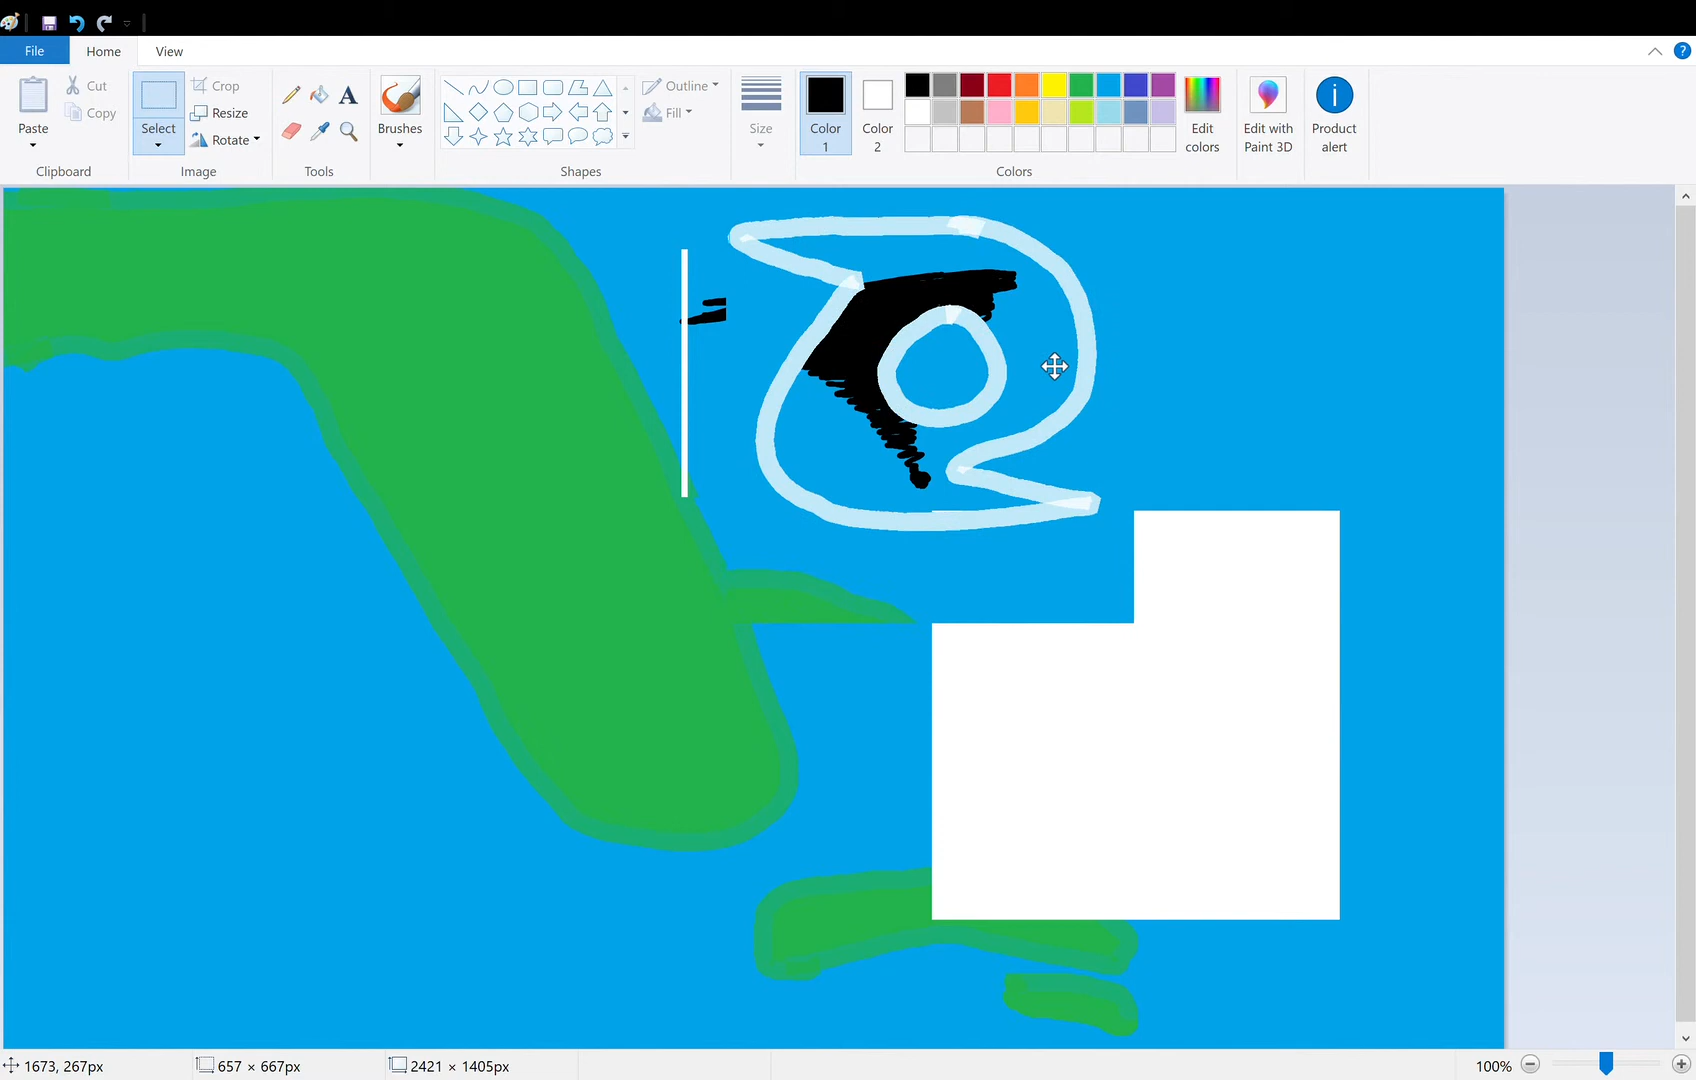 File Home View
Paste
Cut
Copy
Clipboard
Select
Crop
Resize
Rotate
Image
A
Tools
Brushes
Shapes
Outline
Fill
Size
Color
1
Color
2
Edit
colors
Colors
Edit with
Paint 3D
Product
alert
1673, 267px 657 × 667px 2421 × 1405px 100%